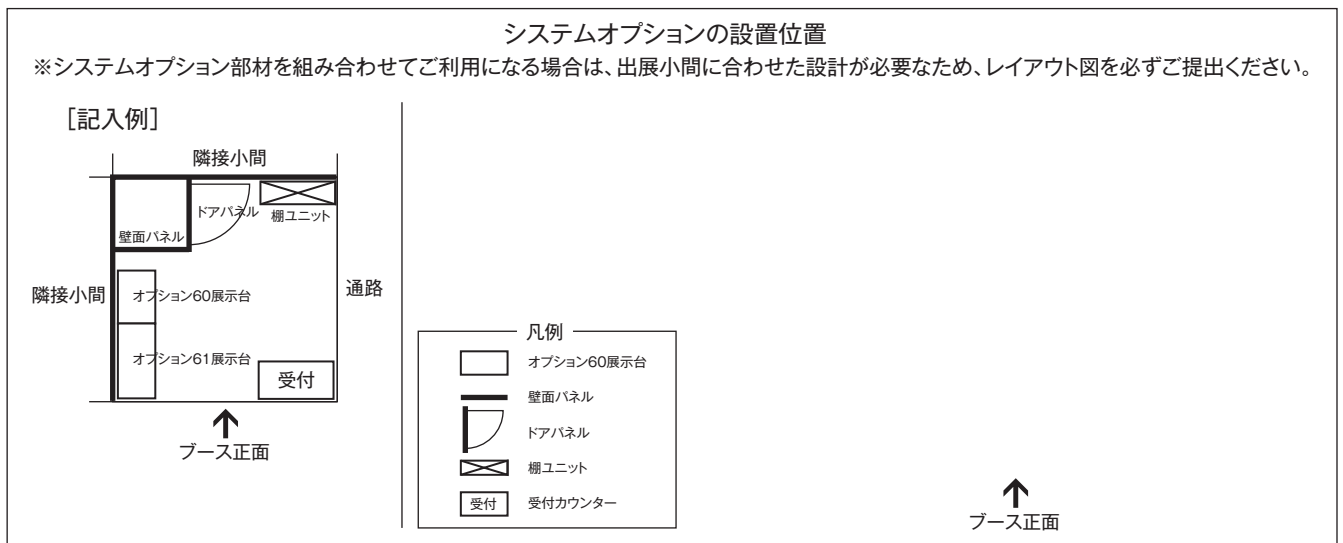 システムオプションの設置位置
※システムオプション部材を組み合わせてご利用になる場合は、出展小間に合わせた設計が必要なため、レイアウト図を必ずご提出ください。
［記入例］
隣接小間
ドアパネル
棚ユニット
壁面パネル
隣接小間
オプション60展示台
通路
オプション61展示台
受付
ブース正面
凡例
オプション60展示台
壁面パネル
ドアパネル
棚ユニット
受付 受付カウンター
ブース正面